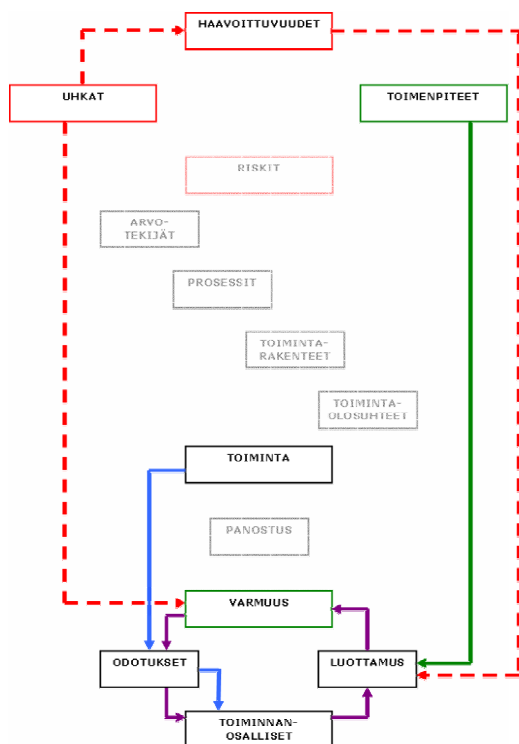 HAAVOITTUVUUDET
UHKAT
TOIMENPITEET
RISKIT
ARVO-
TEKIJÄT
PROSESSIT
TOIMINTA-
RAKENTEET
TOIMINTA-
OLOSUHTEET
TOIMINTA
PANOSTUS
VARMUUS
ODOTUKSET
LUOTTAMUS
TOIMINNAN-
OSALLISET